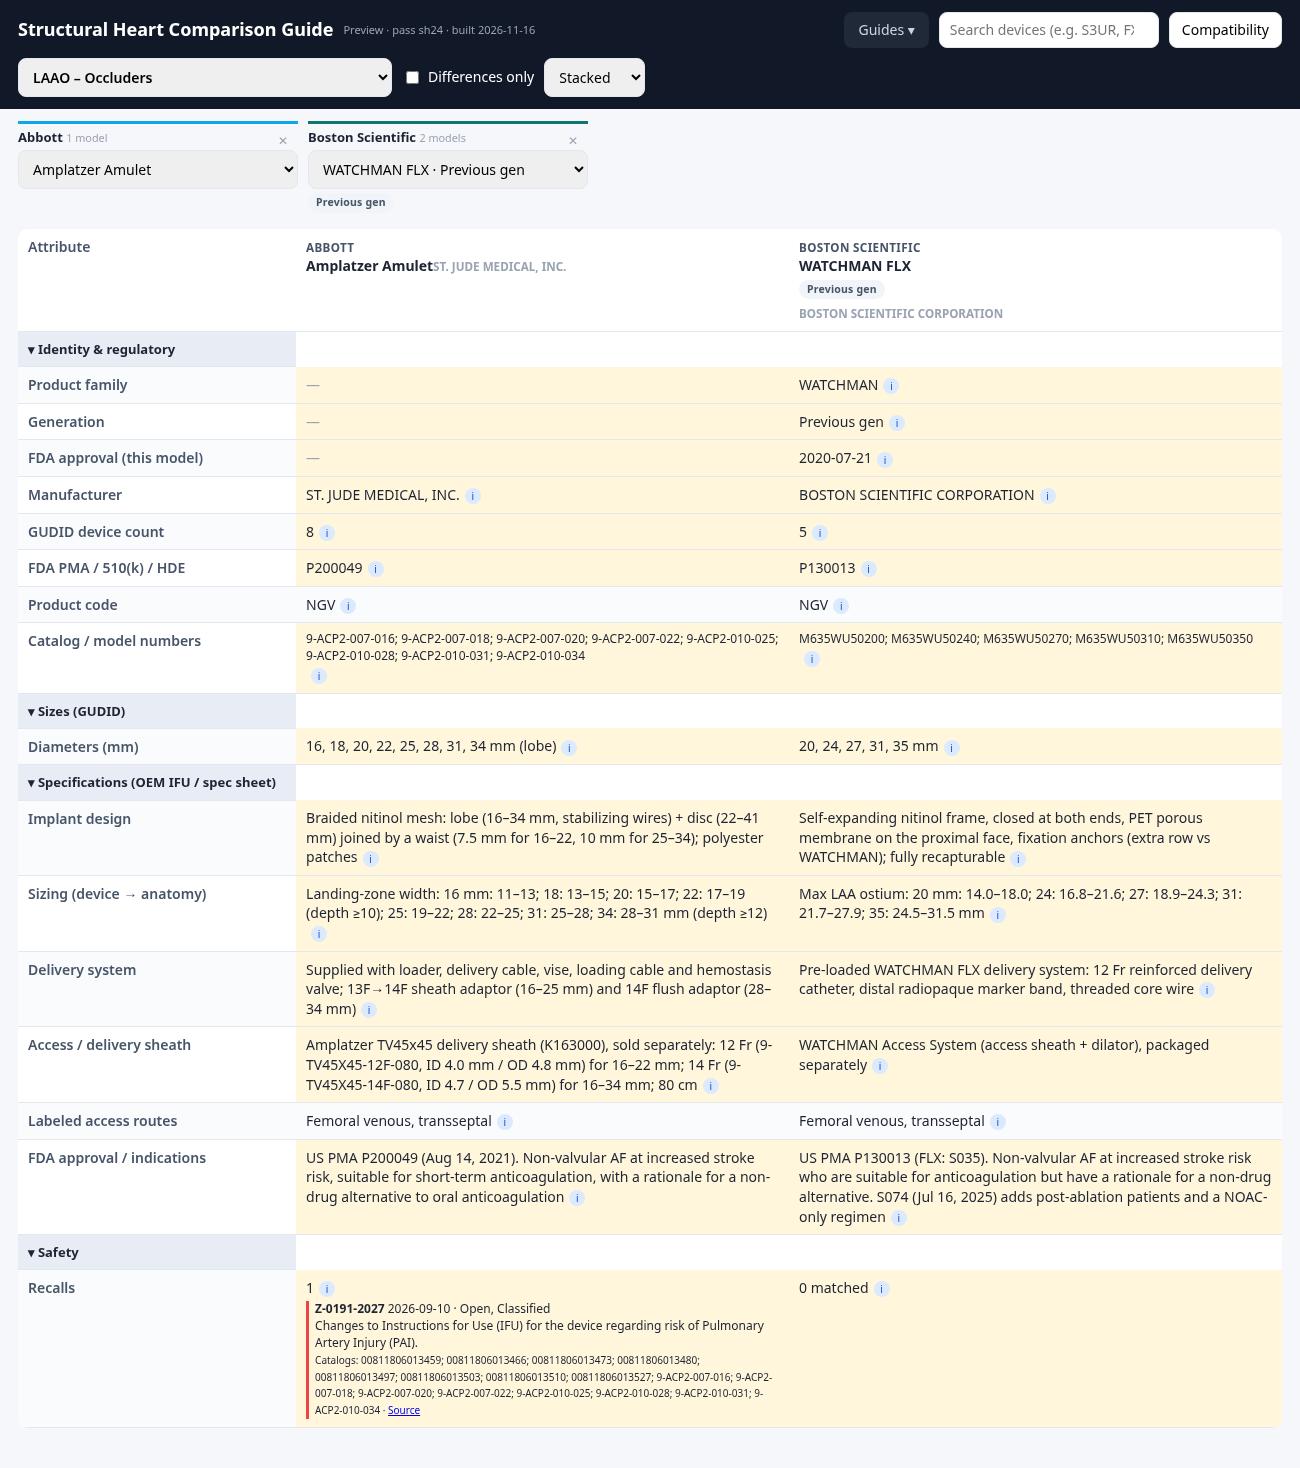 Structural Heart Comparison Guide Preview · pass sh24 · built 2026-11-16 Guides ▾ Search devices (e.g. S3UR, FX Compatibility
LAAO – Occluders Differences only Stacked
Abbott 1 model × Boston Scientific 2 models ×
Amplatzer Amulet WATCHMAN FLX · Previous gen
Previous gen
Attribute ABBOTT BOSTON SCIENTIFIC
Amplatzer Amulet ST. JUDE MEDICAL, INC. WATCHMAN FLX
Previous gen
BOSTON SCIENTIFIC CORPORATION
▾ Identity & regulatory
Product family — WATCHMAN i
Generation — Previous gen i
FDA approval (this model) — 2020-07-21 i
Manufacturer ST. JUDE MEDICAL, INC. i BOSTON SCIENTIFIC CORPORATION i
GUDID device count 8 i 5 i
FDA PMA / 510(k) / HDE P200049 i P130013 i
Product code NGV i NGV i
Catalog / model numbers 9-ACP2-007-016; 9-ACP2-007-018; 9-ACP2-007-020; 9-ACP2-007-022; 9-ACP2-010-025; M635WU50200; M635WU50240; M635WU50270; M635WU50310; M635WU50350
9-ACP2-010-028; 9-ACP2-010-031; 9-ACP2-010-034 i
i
▾ Sizes (GUDID)
Diameters (mm) 16, 18, 20, 22, 25, 28, 31, 34 mm (lobe) i 20, 24, 27, 31, 35 mm i
▾ Specifications (OEM IFU / spec sheet)
Implant design Braided nitinol mesh: lobe (16–34 mm, stabilizing wires) + disc (22–41 Self-expanding nitinol frame, closed at both ends, PET porous
mm) joined by a waist (7.5 mm for 16–22, 10 mm for 25–34); polyester membrane on the proximal face, fixation anchors (extra row vs
patches i WATCHMAN); fully recapturable i
Sizing (device → anatomy) Landing-zone width: 16 mm: 11–13; 18: 13–15; 20: 15–17; 22: 17–19 Max LAA ostium: 20 mm: 14.0–18.0; 24: 16.8–21.6; 27: 18.9–24.3; 31:
(depth ≥10); 25: 19–22; 28: 22–25; 31: 25–28; 34: 28–31 mm (depth ≥12) 21.7–27.9; 35: 24.5–31.5 mm i
i
Delivery system Supplied with loader, delivery cable, vise, loading cable and hemostasis Pre-loaded WATCHMAN FLX delivery system: 12 Fr reinforced delivery
valve; 13F→14F sheath adaptor (16–25 mm) and 14F flush adaptor (28– catheter, distal radiopaque marker band, threaded core wire i
34 mm) i
Access / delivery sheath Amplatzer TV45x45 delivery sheath (K163000), sold separately: 12 Fr (9- WATCHMAN Access System (access sheath + dilator), packaged
TV45X45-12F-080, ID 4.0 mm / OD 4.8 mm) for 16–22 mm; 14 Fr (9- separately i
TV45X45-14F-080, ID 4.7 / OD 5.5 mm) for 16–34 mm; 80 cm i
Labeled access routes Femoral venous, transseptal i Femoral venous, transseptal i
FDA approval / indications US PMA P200049 (Aug 14, 2021). Non-valvular AF at increased stroke US PMA P130013 (FLX: S035). Non-valvular AF at increased stroke risk
risk, suitable for short-term anticoagulation, with a rationale for a non- who are suitable for anticoagulation but have a rationale for a non-drug
drug alternative to oral anticoagulation i alternative. S074 (Jul 16, 2025) adds post-ablation patients and a NOAC-
only regimen i
▾ Safety
Recalls 1 i 0 matched i
Z-0191-2027 2026-09-10 · Open, Classified
Changes to Instructions for Use (IFU) for the device regarding risk of Pulmonary
Artery Injury (PAI).
Catalogs: 00811806013459; 00811806013466; 00811806013473; 00811806013480;
00811806013497; 00811806013503; 00811806013510; 00811806013527; 9-ACP2-007-016; 9-ACP2-
007-018; 9-ACP2-007-020; 9-ACP2-007-022; 9-ACP2-010-025; 9-ACP2-010-028; 9-ACP2-010-031; 9-
ACP2-010-034 · Source